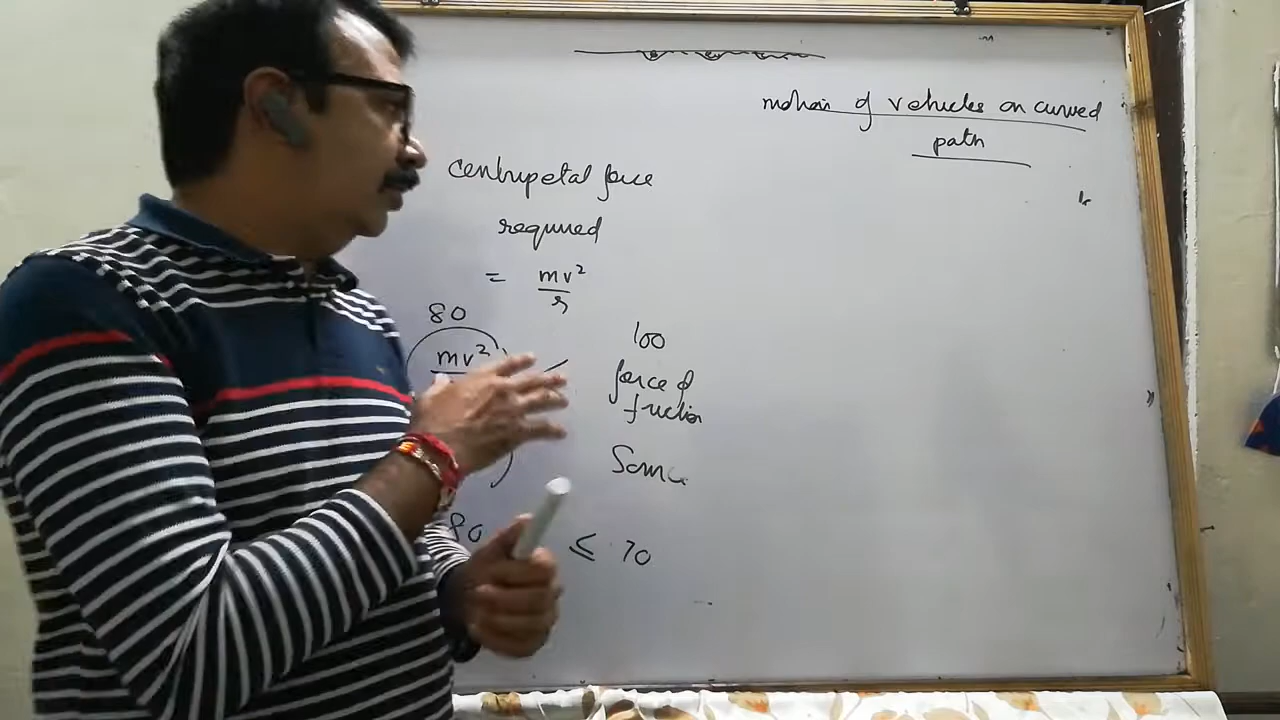 motion of vehicles on curved
path
centripetal force
required
= mv²
r
80
mv² < 100
force of
friction
Same
80 ≤ 70